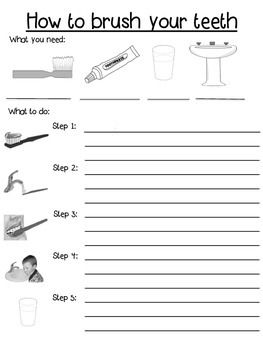 How to brush your teeth
What you need:
TOOTHPASTE
What to do:
Step 1:
Step 2:
Step 3:
Step 4:
Step 5: